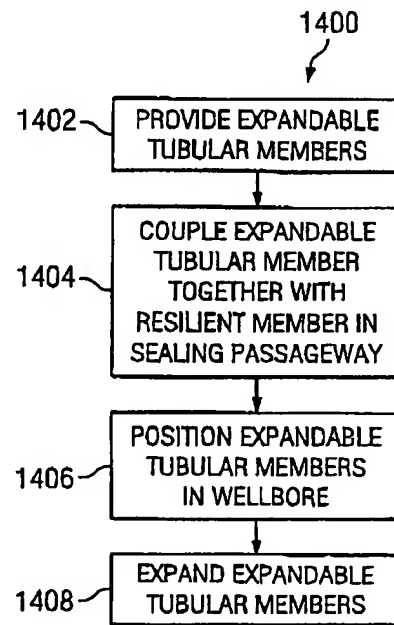 1400
1402
PROVIDE EXPANDABLE
TUBULAR MEMBERS
1404
COUPLE EXPANDABLE
TUBULAR MEMBER
TOGETHER WITH
RESILIENT MEMBER IN
SEALING PASSAGEWAY
1406
POSITION EXPANDABLE
TUBULAR MEMBERS
IN WELLBORE
1408
EXPAND EXPANDABLE
TUBULAR MEMBERS